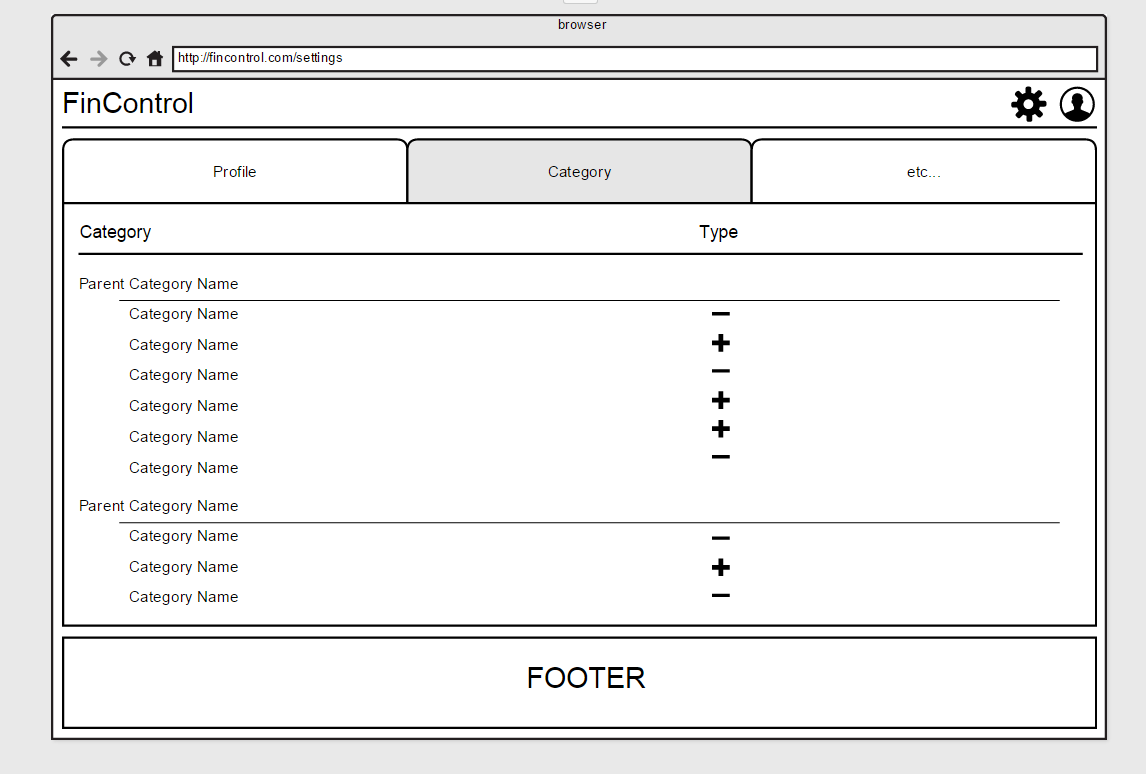 browser
http://fincontrol.com/settings
FinControl
Profile Category etc...
Category Type
Parent Category Name
Category Name
Category Name
Category Name
Category Name
Category Name
Category Name
Parent Category Name
Category Name
Category Name
Category Name
FOOTER